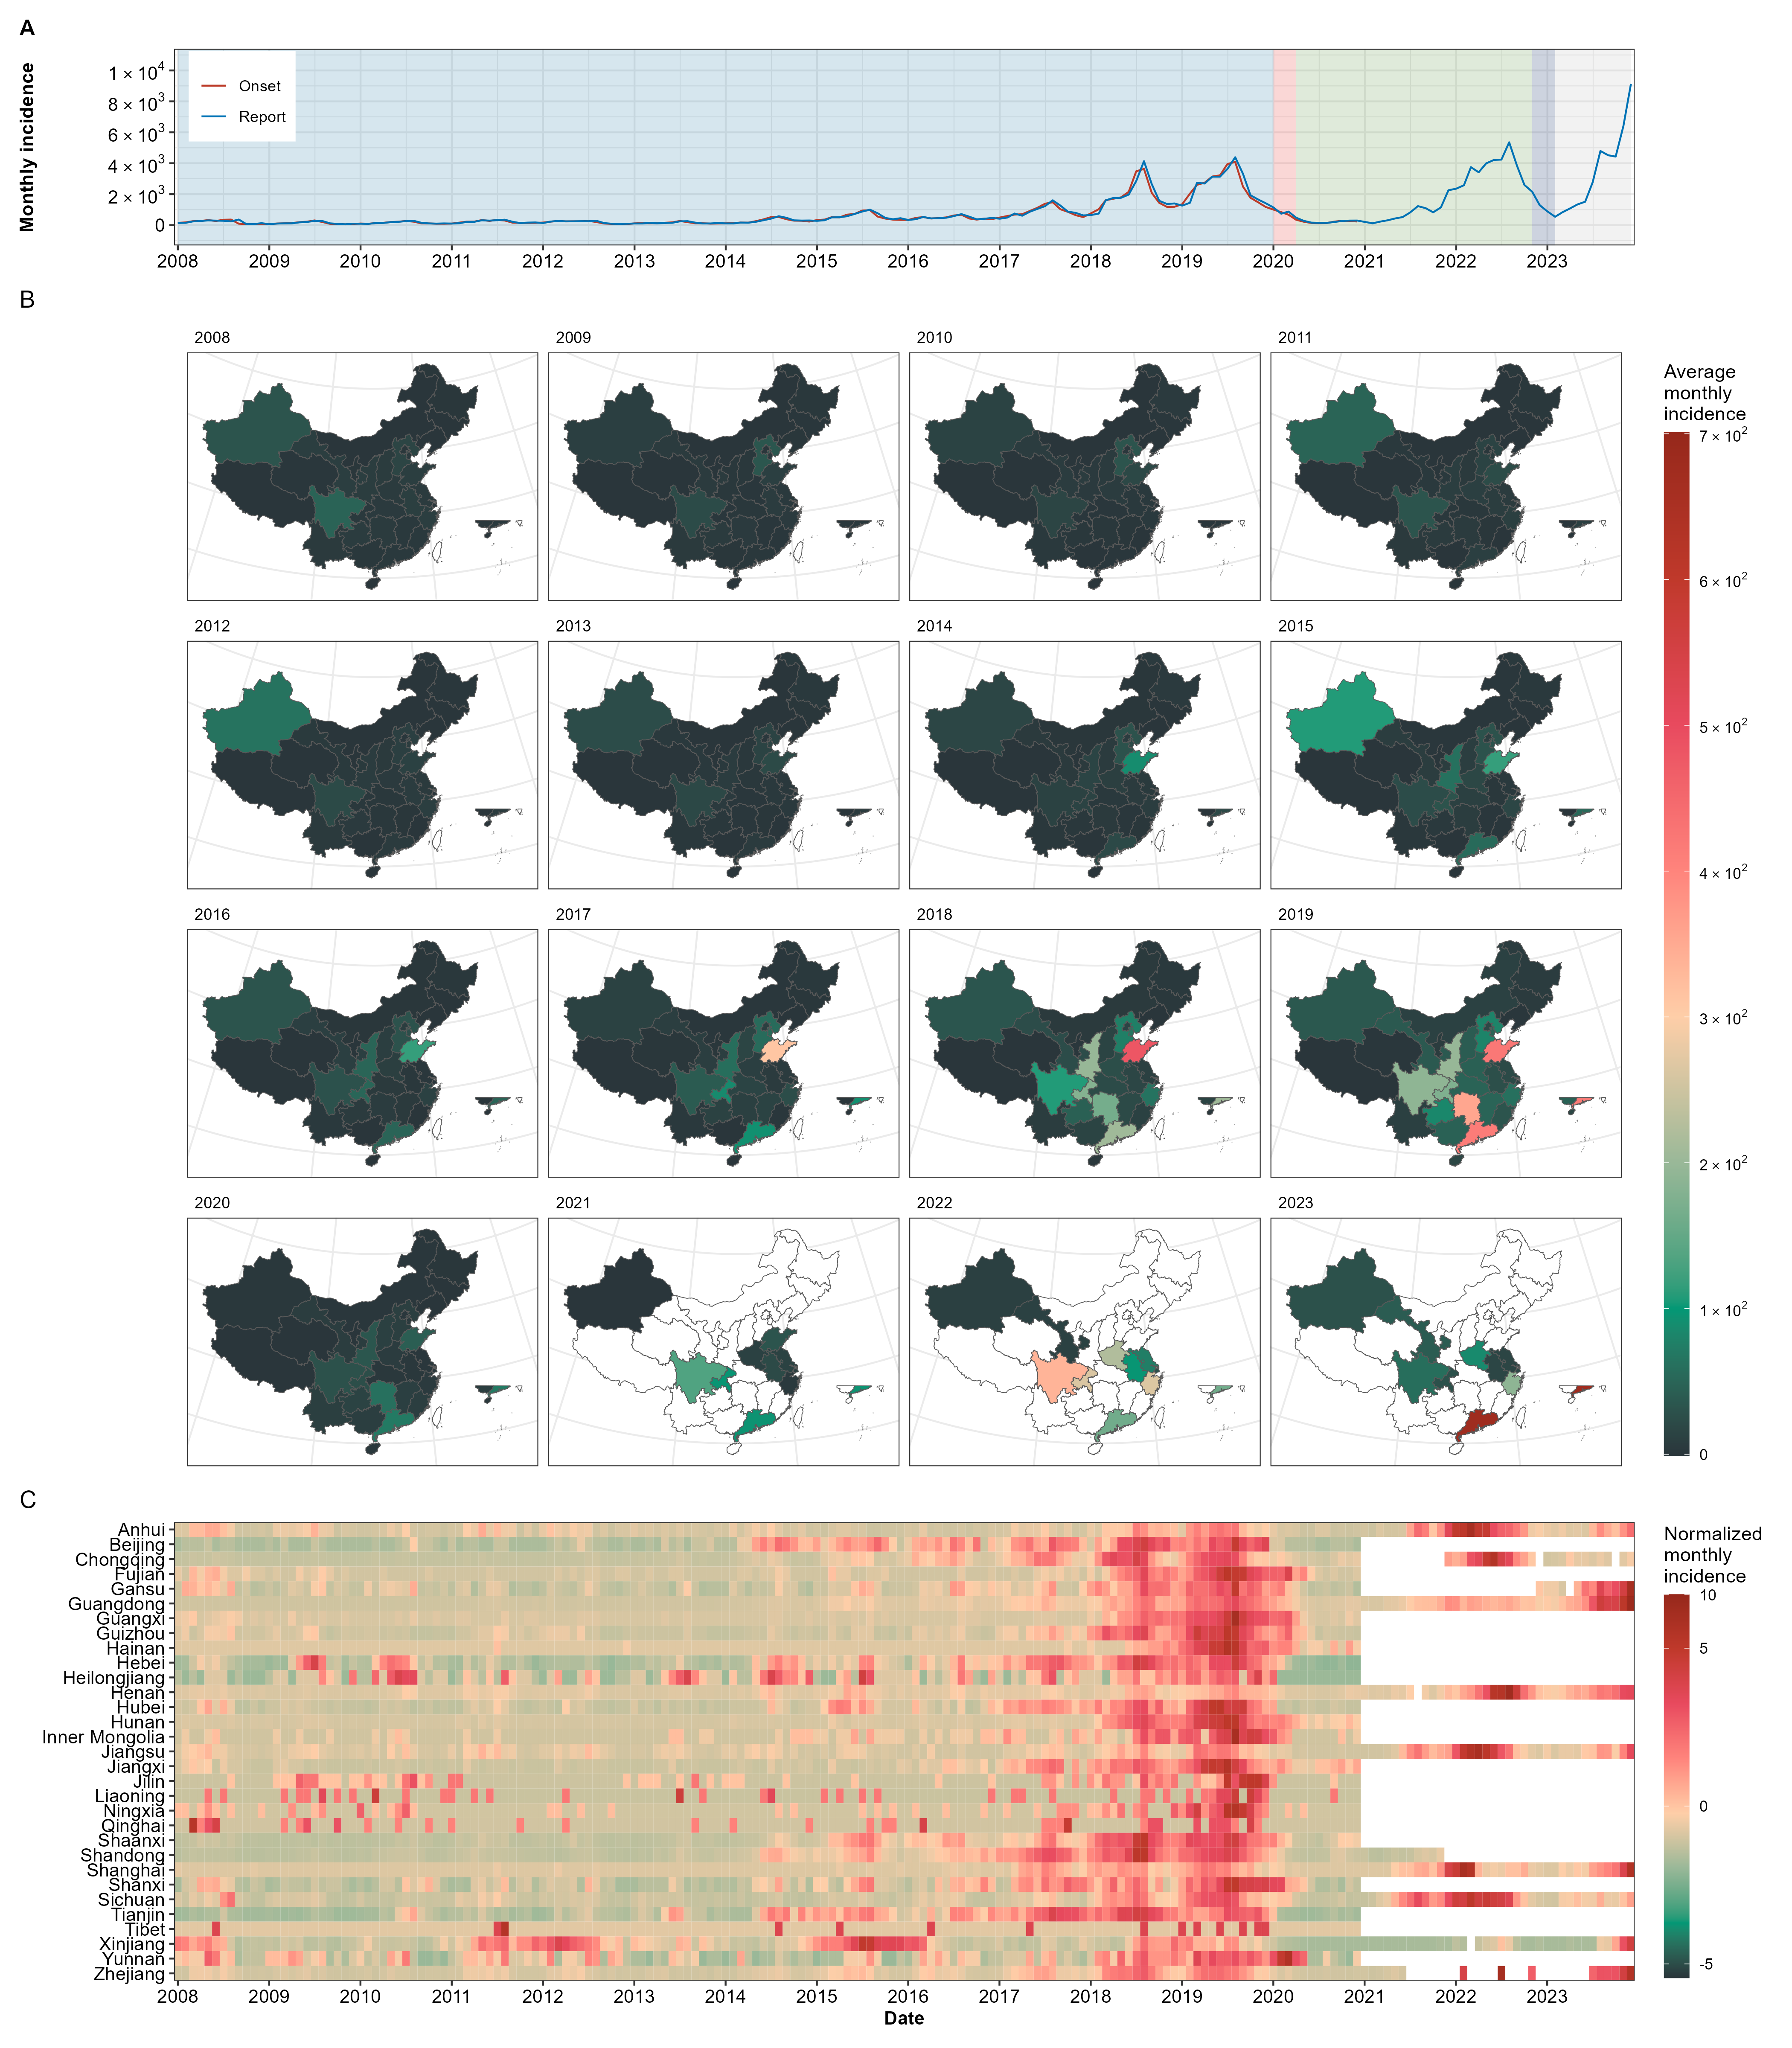 A
Monthly incidence
1 × 10⁴
8 × 10³
6 × 10³
4 × 10³
2 × 10³
0
Onset
Report
2008 2009 2010 2011 2012 2013 2014 2015 2016 2017 2018 2019 2020 2021 2022 2023
B
2008 2009 2010 2011
2012 2013 2014 2015
2016 2017 2018 2019
2020 2021 2022 2023
Average
monthly
incidence
7 × 10²
6 × 10²
5 × 10²
4 × 10²
3 × 10²
2 × 10²
1 × 10²
0
C
Anhui
Beijing
Chongqing
Fujian
Gansu
Guangdong
Guangxi
Guizhou
Hainan
Hebei
Heilongjiang
Henan
Hubei
Hunan
Inner Mongolia
Jiangsu
Jiangxi
Jilin
Liaoning
Ningxia
Qinghai
Shaanxi
Shandong
Shanghai
Shanxi
Sichuan
Tianjin
Tibet
Xinjiang
Yunnan
Zhejiang
2008 2009 2010 2011 2012 2013 2014 2015 2016 2017 2018 2019 2020 2021 2022 2023
Date
Normalized
monthly
incidence
10
5
0
-5